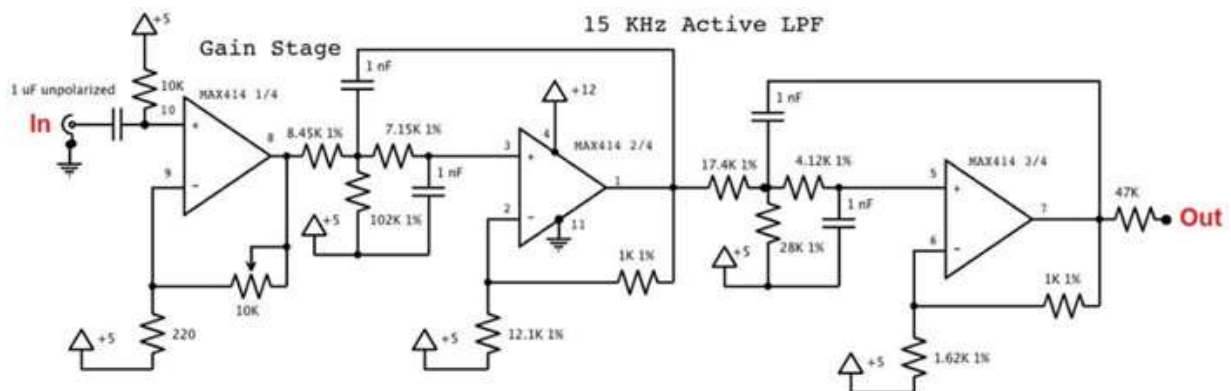 15 KHz Active LPF
Gain Stage
+5
10K
1 uF unpolarized
MAX414 1/4
In
10
+
8
9
-
8.45K 1%
7.15K 1%
1 nF
1 nF
102K 1%
+5
10K
220
+5
+12
MAX414 2/4
3
+
4
1
2
-
11
1K 1%
12.1K 1%
+5
17.4K 1%
4.12K 1%
1 nF
1 nF
28K 1%
+5
MAX414 3/4
5
+
7
6
-
47K
Out
1K 1%
1.62K 1%
+5